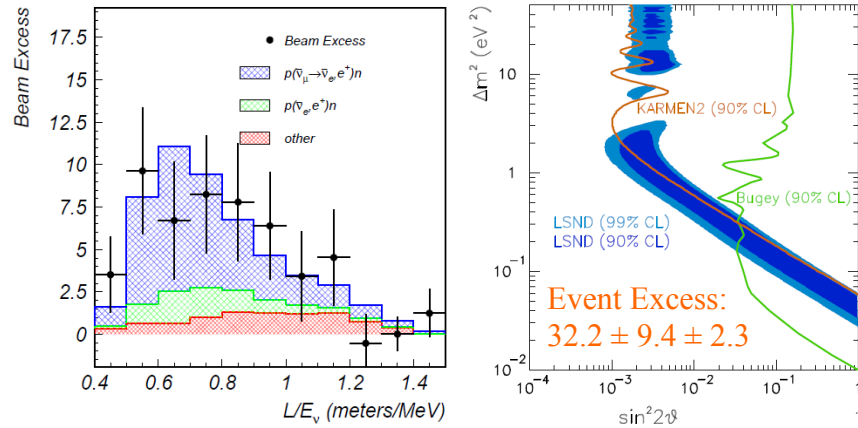 Beam Excess
17.5
15
12.5
10
7.5
5
2.5
0
0.4
0.6
0.8
1
1.2
1.4
L/Eν (meters/MeV)
Beam Excess
p(ν̄μ→ν̄e,e⁺)n
p(ν̄e,e⁺)n
other
Δm² (eV²)
10
1
10⁻¹
10⁻²
10⁻⁴
10⁻³
10⁻²
10⁻¹
1
sin²2ϑ
KARMEN2 (90% CL)
Bugey (90% CL)
LSND (99% CL)
LSND (90% CL)
Event Excess:
32.2 ± 9.4 ± 2.3